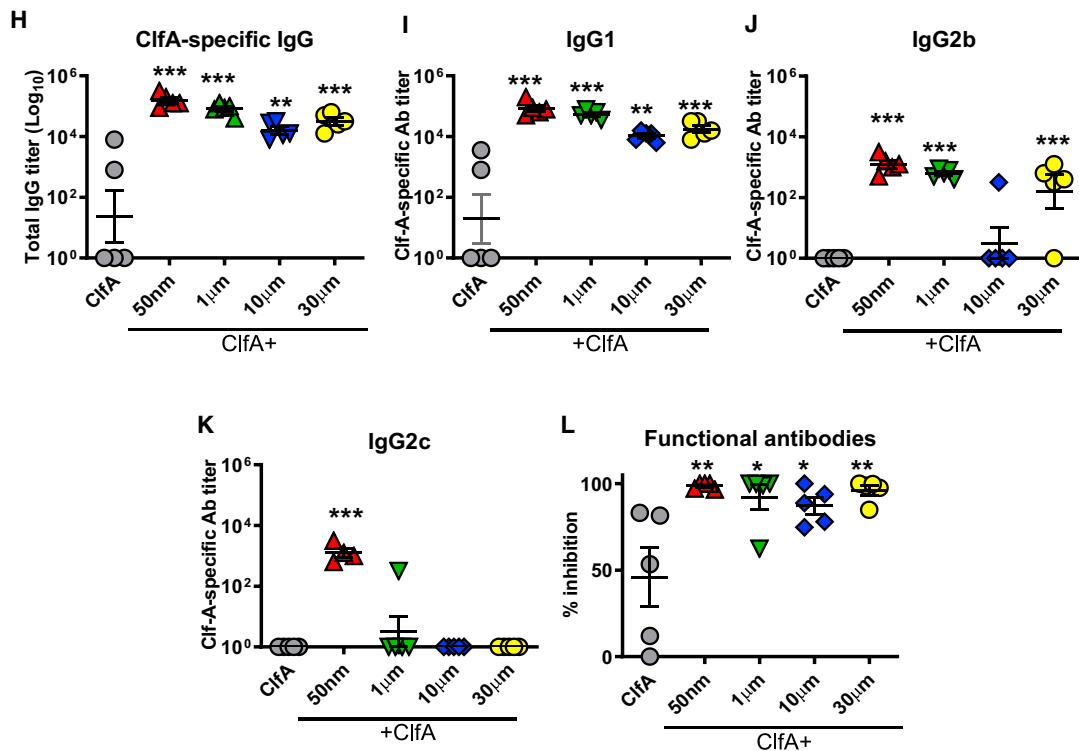 H
ClfA-specific IgG
Total IgG titer (Log10)
10^6
10^4
10^2
10^0
***
***
**
***
ClfA
50nm
1μm
10μm
30μm
ClfA+
I
IgG1
Clf-A-specific Ab titer
10^6
10^4
10^2
10^0
***
***
**
***
ClfA
50nm
1μm
10μm
30μm
+ClfA
J
IgG2b
Clf-A-specific Ab titer
10^6
10^4
10^2
10^0
***
***
***
ClfA
50nm
1μm
10μm
30μm
+ClfA
K
IgG2c
Clf-A-specific Ab titer
10^6
10^4
10^2
10^0
***
ClfA
50nm
1μm
10μm
30μm
+ClfA
L
Functional antibodies
% inhibition
100
50
0
**
*
*
**
ClfA
50nm
1μm
10μm
30μm
ClfA+